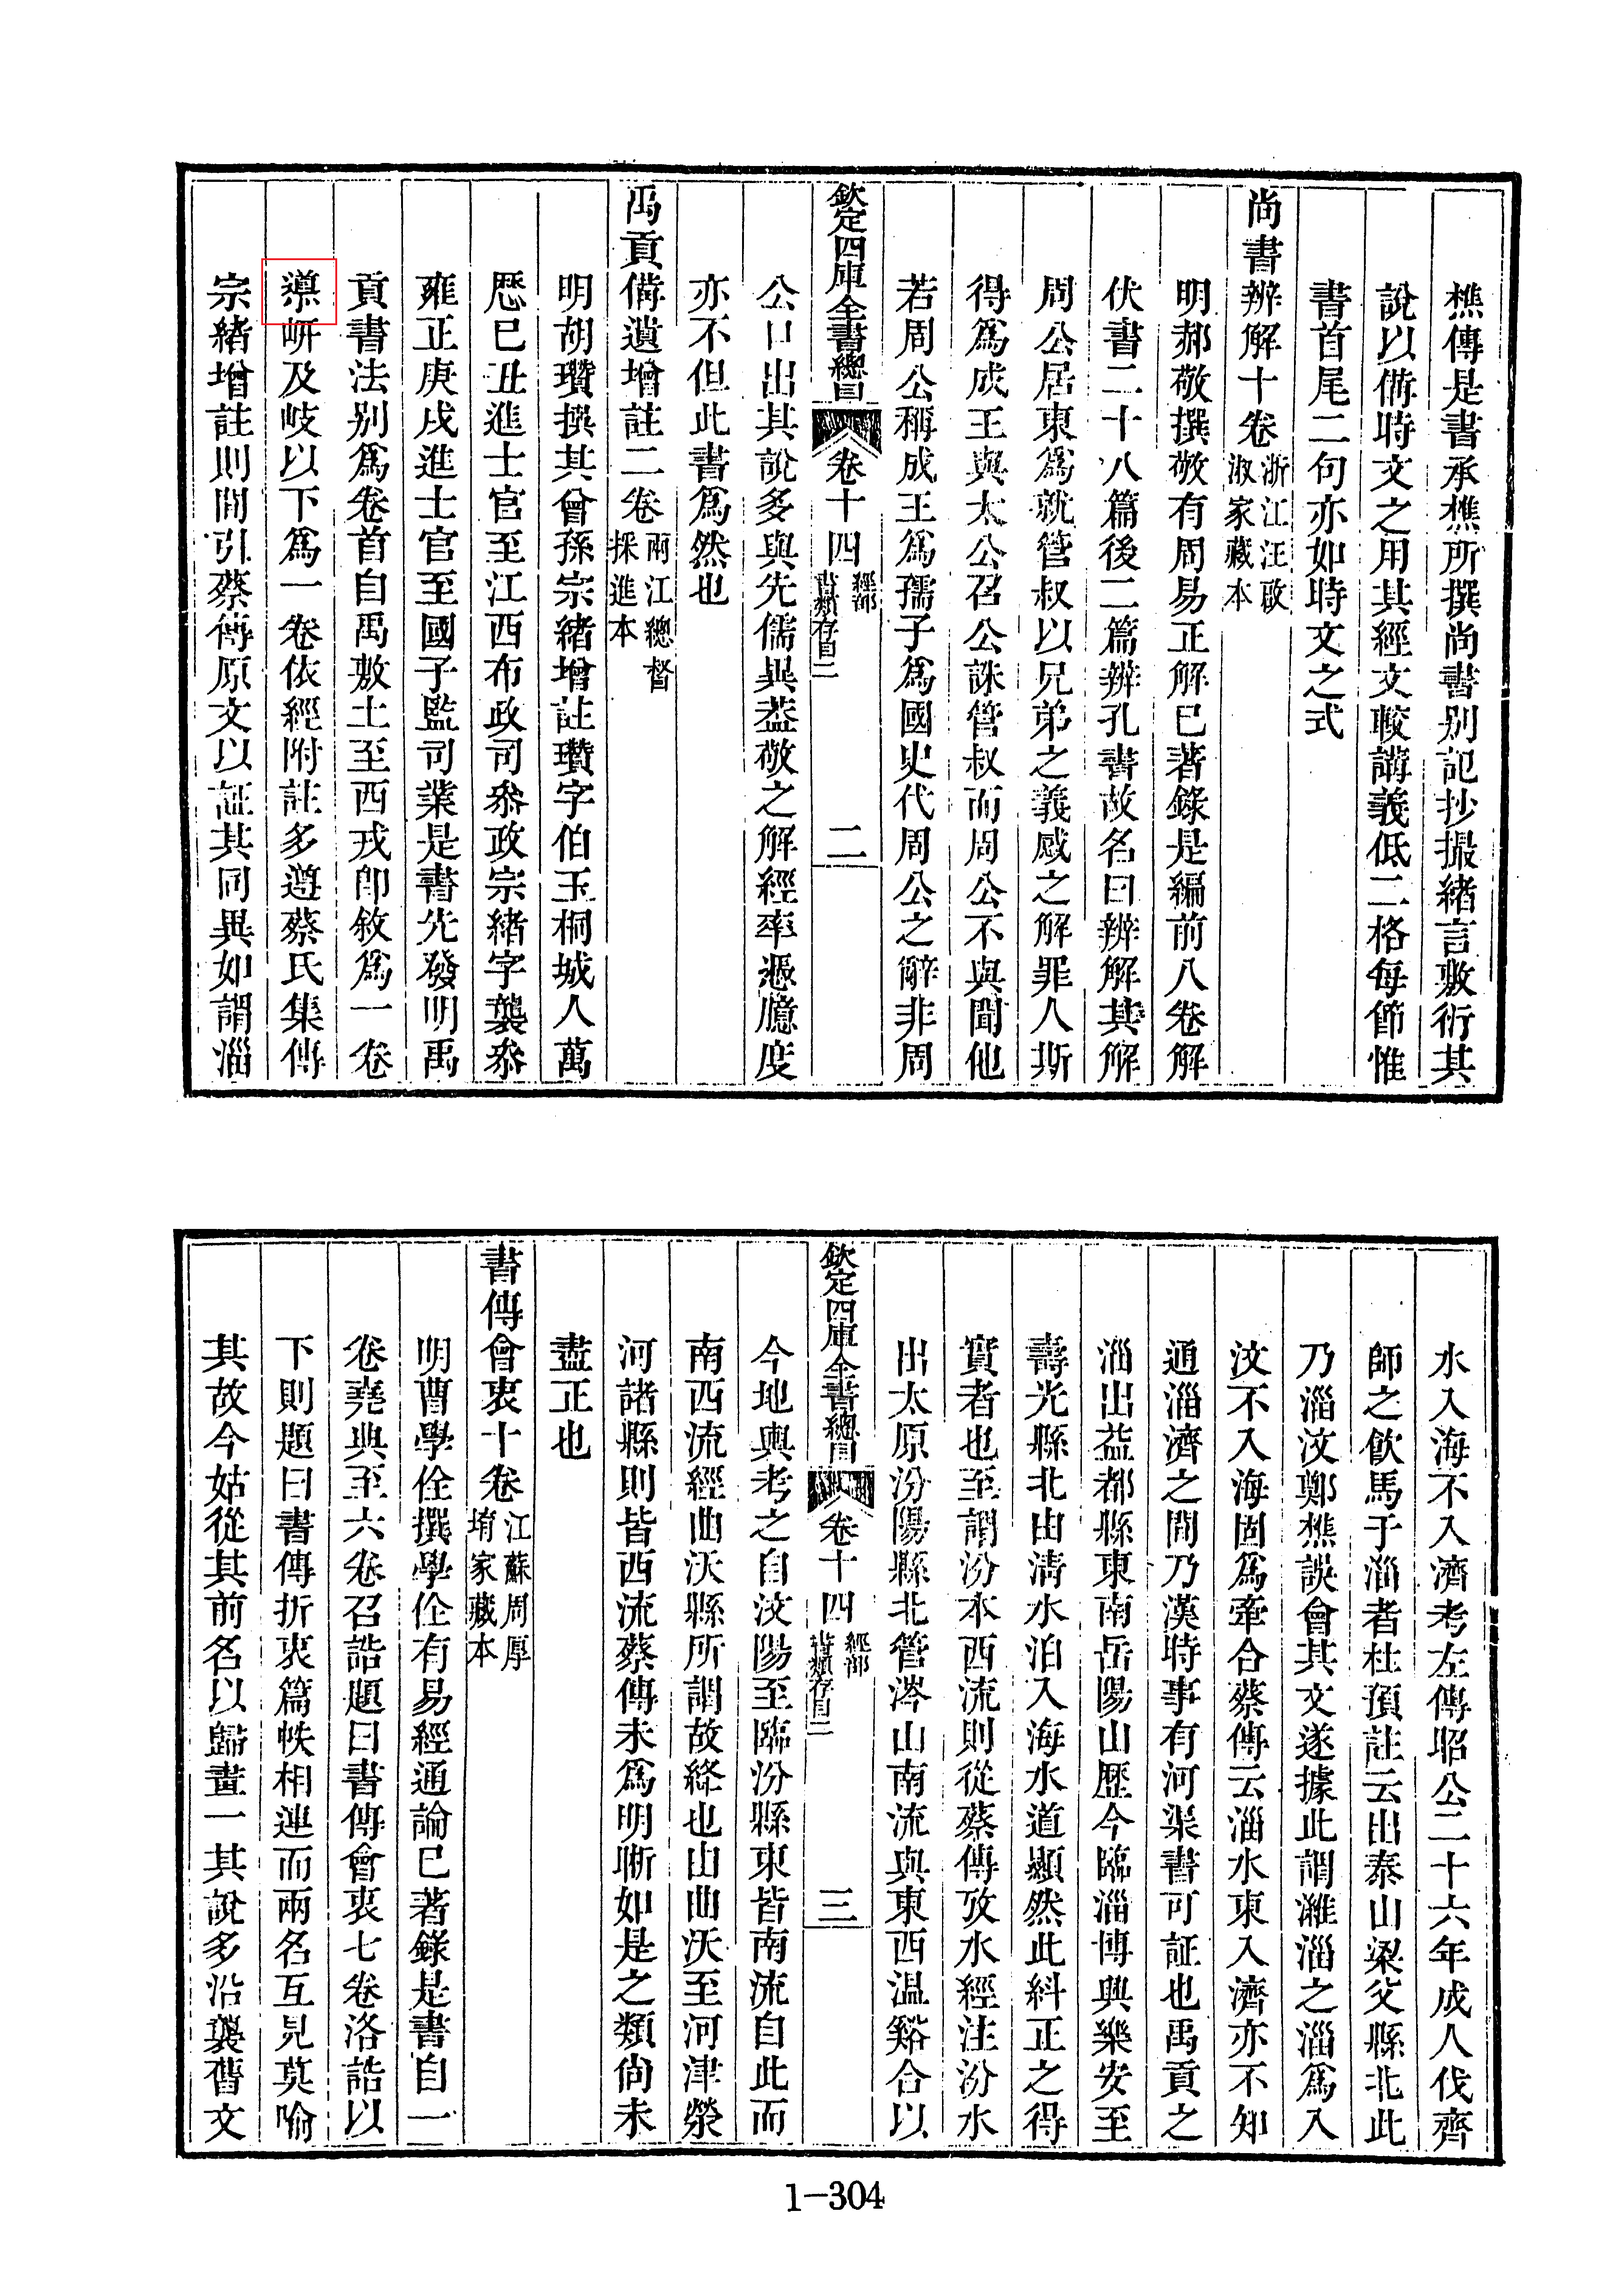 樵傳是書承樵所撰尚書别記抄撮緒言敷衍其
說以備時文之用其經文較講義低二格每節惟
書首尾二句亦如時文之式
尚書辨解十卷浙江汪啟淑家藏本
明郝敬撰敬有周易正解已著錄是編前八卷解
伏書二十八篇後二篇辨孔書故名曰辨解其解
周公居東為就管叔以兄弟之義感之解罪人斯
得為成王與太公召公誅管叔而周公不與聞他
若周公稱成王為孺子為國史代周公之辭非周
欽定四庫全書總目 卷十四 經部 書類存目二 二
公口出其說多與先儒異葢敬之解經率憑臆度
亦不但此書為然也
禹貢備遺增註二卷兩江總督採進本
明胡瓚撰其曾孫宗緒增註瓚字伯玉桐城人萬
厯已丑進士官至江西布政司叅政宗緒字襲叅
雍正庚戌進士官至國子監司業是書先發明禹
貢書法别為卷首自禹敷土至西戎卽敘為一卷
導岍及岐以下為一卷依經附註多遵蔡氏集傳
宗緒增註則間引蔡傳原文以証其同異如謂淄
水入海不入濟考左傳昭公二十六年成人伐齊
師之飮馬于淄者杜預註云出泰山梁父縣北此
乃淄汶鄭樵誤會其文遂據此謂濰淄之淄為入
汶不入海固為牽合蔡傳云淄水東入濟亦不知
通淄濟之間乃漢時事有河渠書可証也禹貢之
淄出益都縣東南岳陽山歷今臨淄博興樂安至
壽光縣北由清水泊入海水道顯然此糾正之得
實者也至謂汾本西流則從蔡傳攷水經注汾水
出太原汾陽縣北管涔山南流與東西温谿合以
欽定四庫全書總目 卷十四 經部 書類存目二 三
今地輿考之自汶陽至臨汾縣東皆南流自此而
南西流經曲沃縣所謂故絳也由曲沃至河津滎
河諸縣則皆西流蔡傳未為明晰如是之類尙未
盡正也
書傳會衷十卷江蘇周厚堉家藏本
明曹學佺撰學佺有易經通論已著錄是書自一
卷堯典至六卷召誥題曰書傳會衷七卷洛誥以
下則題曰書傳折衷篇帙相連而兩名互見莫喻
其故今姑從其前名以歸畫一其說多沿襲舊文
1-304